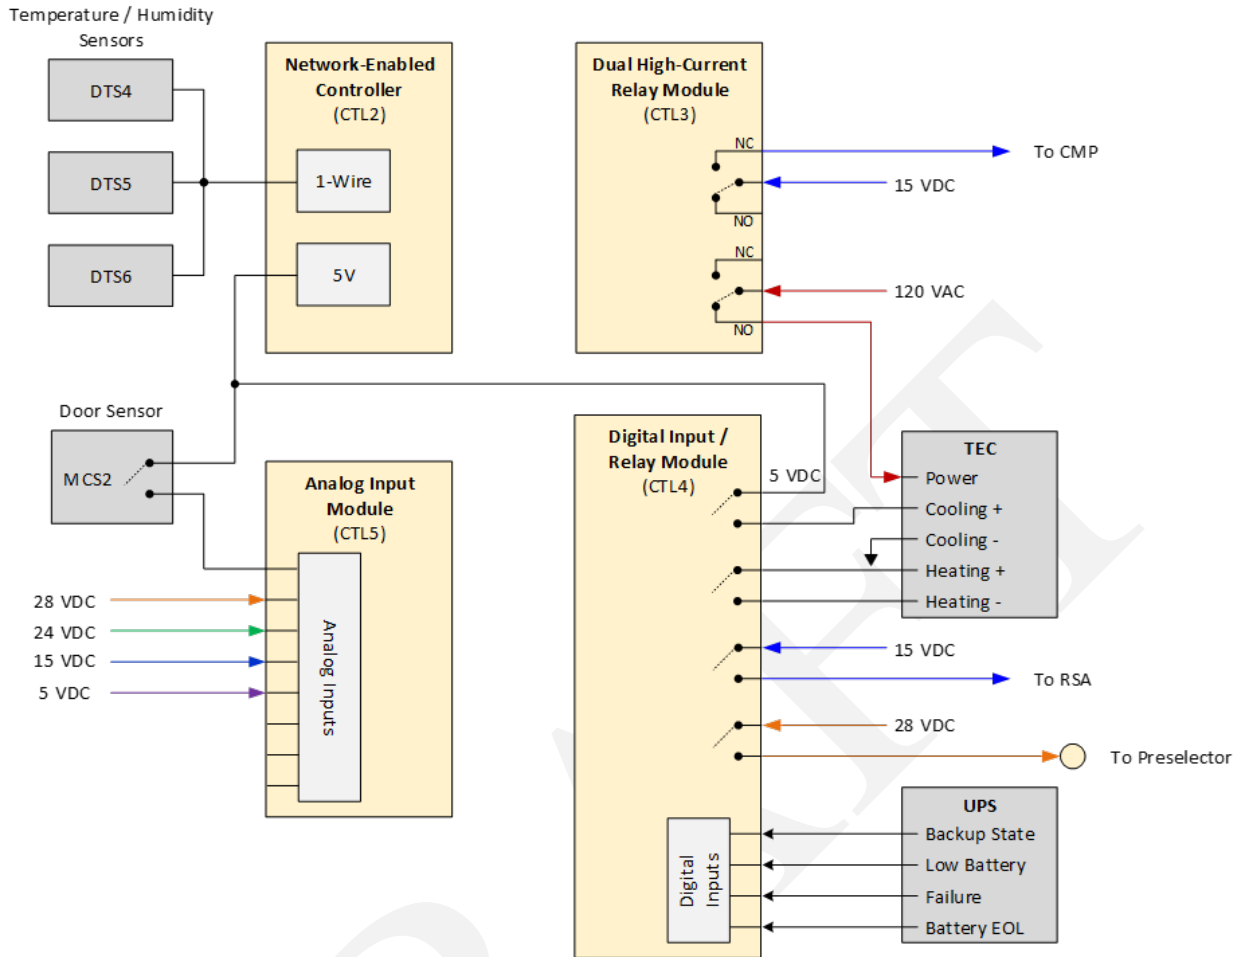 Temperature / Humidity
Sensors
DTS4
DTS5
DTS6
Network-Enabled
Controller
(CTL2)
1-Wire
5V
Dual High-Current
Relay Module
(CTL3)
NC
To CMP
15 VDC
NO
NC
120 VAC
NO
Door Sensor
MCS2
Analog Input
Module
(CTL5)
Analog Inputs
28 VDC
24 VDC
15 VDC
5 VDC
Digital Input /
Relay Module
(CTL4)
5 VDC
TEC
Power
Cooling +
Cooling -
Heating +
Heating -
15 VDC
To RSA
28 VDC
To Preselector
Digital
Inputs
UPS
Backup State
Low Battery
Failure
Battery EOL
DRAFT